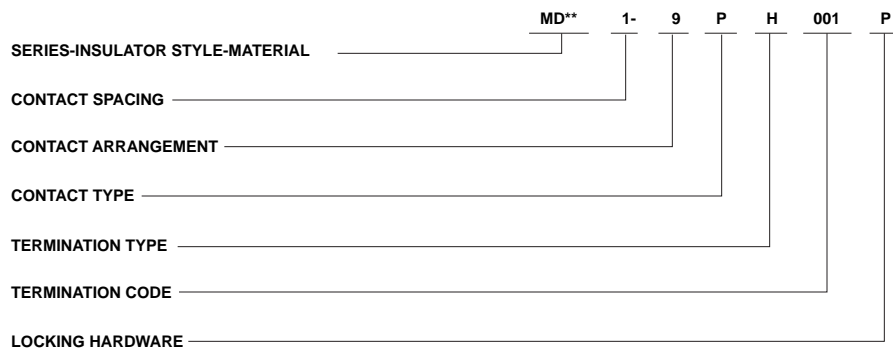 MD** 1- 9 P H 001 P
SERIES-INSULATOR STYLE-MATERIAL
CONTACT SPACING
CONTACT ARRANGEMENT
CONTACT TYPE
TERMINATION TYPE
TERMINATION CODE
LOCKING HARDWARE